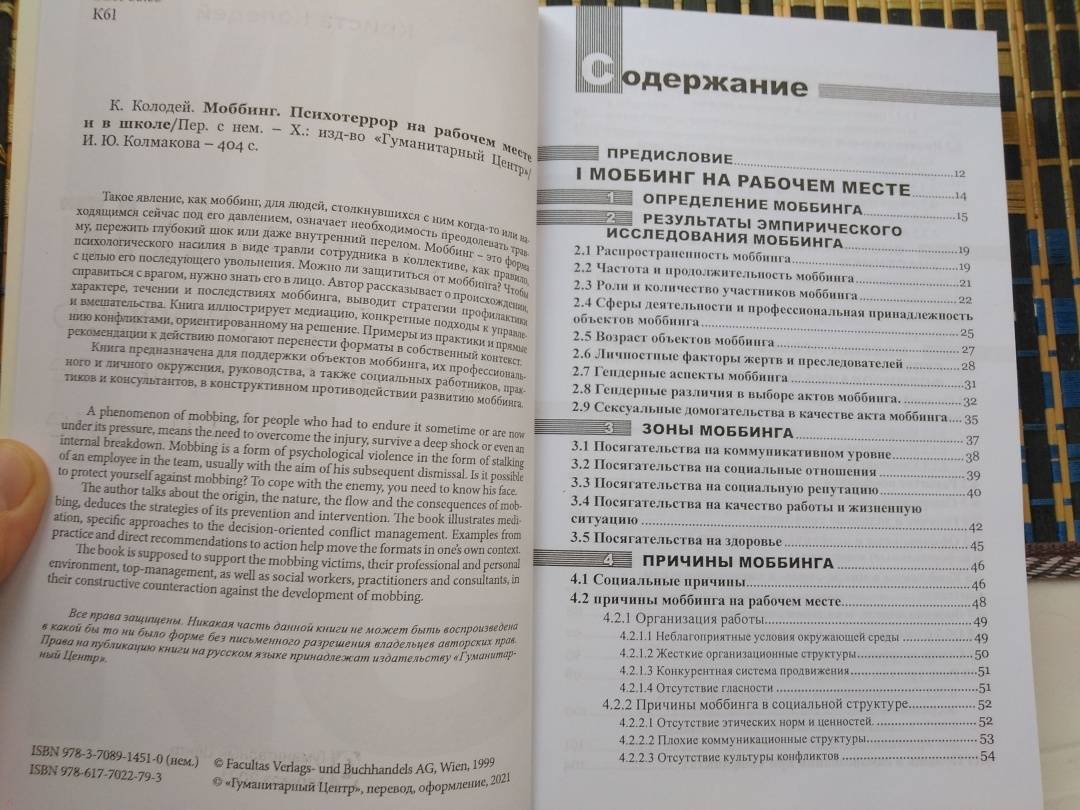 К61
К. Колодей. Моббинг. Психотеррор на рабочем месте
и в школе/Пер. с нем. – Х.: изд-во «Гуманитарный Центр»/
И. Ю. Колмакова – 404 с.
Такое явление, как моббинг, для людей, столкнувшихся с ним когда-то или на-
ходящимся сейчас под его давлением, означает необходимость преодолевать трав-
му, пережить глубокий шок или даже внутренний перелом. Моббинг – это форма
психологического насилия в виде травли сотрудника в коллективе, как правило,
с целью его последующего увольнения. Можно ли защититься от моббинга? Чтобы
справиться с врагом, нужно знать его в лицо. Автор рассказывает о происхождении,
характере, течении и последствиях моббинга, выводит стратегии профилактики
и вмешательства. Книга иллюстрирует медиацию, конкретные подходы к управле-
нию конфликтами, ориентированному на решение. Примеры из практики и прямые
рекомендации к действию помогают перенести форматы в собственный контекст.
Книга предназначена для поддержки объектов моббинга, их профессиональ-
ного и личного окружения, руководства, а также социальных работников, прак-
тиков и консультантов, в конструктивном противодействии развитию моббинга.
A phenomenon of mobbing, for people who had to endure it sometime or are now
under its pressure, means the need to overcome the injury, survive a deep shock or even an
internal breakdown. Mobbing is a form of psychological violence in the form of stalking
of an employee in the team, usually with the aim of his subsequent dismissal. Is it possible
to protect yourself against mobbing? To cope with the enemy, you need to know his face.
The author talks about the origin, the nature, the flow and the consequences of mob-
bing, deduces the strategies of its prevention and intervention. The book illustrates medi-
ation, specific approaches to the decision-oriented conflict management. Examples from
practice and direct recommendations to action help move the formats in one's own context.
The book is supposed to support the mobbing victims, their professional and personal
environment, top-management, as well as social workers, practitioners and consultants, in
their constructive counteraction against the development of mobbing.
Все права защищены. Никакая часть данной книги не может быть воспроизведена
в какой бы то ни было форме без письменного разрешения владельцев авторских прав.
Права на публикацию книги на русском языке принадлежат издательству «Гуманитар-
ный Центр».
ISBN 978-3-7089-1451-0 (нем.)
ISBN 978-617-7022-79-3
© Facultas Verlags- und Buchhandels AG, Wien, 1999
© «Гуманитарный Центр», перевод, оформление, 2021
Содержание
ПРЕДИСЛОВИЕ 12
I МОББИНГ НА РАБОЧЕМ МЕСТЕ 14
1 ОПРЕДЕЛЕНИЕ МОББИНГА 15
2 РЕЗУЛЬТАТЫ ЭМПИРИЧЕСКОГО
ИССЛЕДОВАНИЯ МОББИНГА 19
2.1 Распространенность моббинга 19
2.2 Частота и продолжительность моббинга 21
2.3 Роли и количество участников моббинга 22
2.4 Сферы деятельности и профессиональная принадлежность
объектов моббинга 25
2.5 Возраст объектов моббинга 27
2.6 Личностные факторы жертв и преследователей 28
2.7 Гендерные аспекты моббинга 31
2.8 Гендерные различия в выборе актов моббинга. 32
2.9 Сексуальные домогательства в качестве акта моббинга 35
3 ЗОНЫ МОББИНГА 37
3.1 Посягательства на коммуникативном уровне 38
3.2 Посягательства на социальные отношения 39
3.3 Посягательства на социальную репутацию 40
3.4 Посягательства на качество работы и жизненную
ситуацию 42
3.5 Посягательства на здоровье 45
4 ПРИЧИНЫ МОББИНГА 46
4.1 Социальные причины 46
4.2 причины моббинга на рабочем месте 48
4.2.1 Организация работы 49
4.2.1.1 Неблагоприятные условия окружающей среды 49
4.2.1.2 Жесткие организационные структуры 50
4.2.1.3 Конкурентная система продвижения 51
4.2.1.4 Отсутствие гласности 51
4.2.2 Причины моббинга в социальной структуре 52
4.2.2.1 Отсутствие этических норм и ценностей. 52
4.2.2.2 Плохие коммуникационные структуры 53
4.2.2.3 Отсутствие культуры конфликтов 54